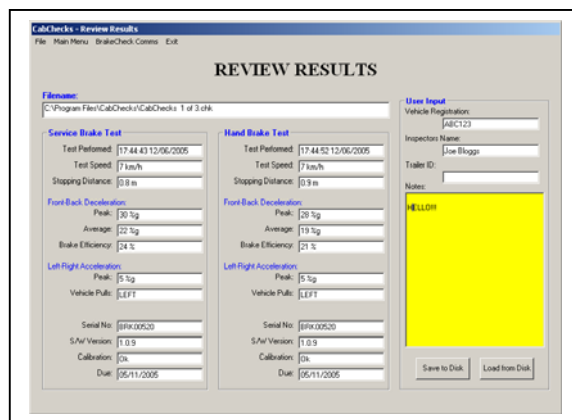 CabChecks - Review Results
File Main Menu BrakeCheck Comms Exit
REVIEW RESULTS
Filename:
C:\Program Files\CabChecks\CabChecks 1 of 3.chk
Service Brake Test
Test Performed: 17:44:43 12/06/2005
Test Speed: 7 km/h
Stopping Distance: 0.8 m
Front-Back Deceleration:
Peak: 30 %g
Average: 22 %g
Brake Efficiency: 24 %
Left-Right Acceleration:
Peak: 5 %g
Vehicle Pulls: LEFT
Serial No: BRK00520
S/W Version: 1.0.9
Calibration: Ok
Due: 05/11/2005
Hand Brake Test
Test Performed: 17:44:52 12/06/2005
Test Speed: 7 km/h
Stopping Distance: 0.9 m
Front-Back Deceleration:
Peak: 28 %g
Average: 19 %g
Brake Efficiency: 21 %
Left-Right Acceleration:
Peak: 5 %g
Vehicle Pulls: LEFT
Serial No: BRK00520
S/W Version: 1.0.9
Calibration: Ok
Due: 05/11/2005
User Input
Vehicle Registration:
ABC123
Inspectors Name:
Joe Bloggs
Trailer ID:
Notes:
HELLO!!!
Save to Disk Load from Disk